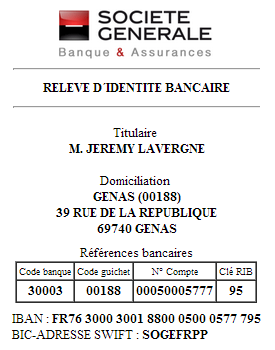 SOCIETE
GENERALE
Banque & Assurances
RELEVE D'IDENTITE BANCAIRE
Titulaire
M. JEREMY LAVERGNE
Domiciliation
GENAS (00188)
39 RUE DE LA REPUBLIQUE
69740 GENAS
Références bancaires
Code banque Code guichet N° Compte Clé RIB
30003 00188 00050005777 95
IBAN : FR76 3000 3001 8800 0500 0577 795
BIC-ADRESSE SWIFT : SOGEFRPP